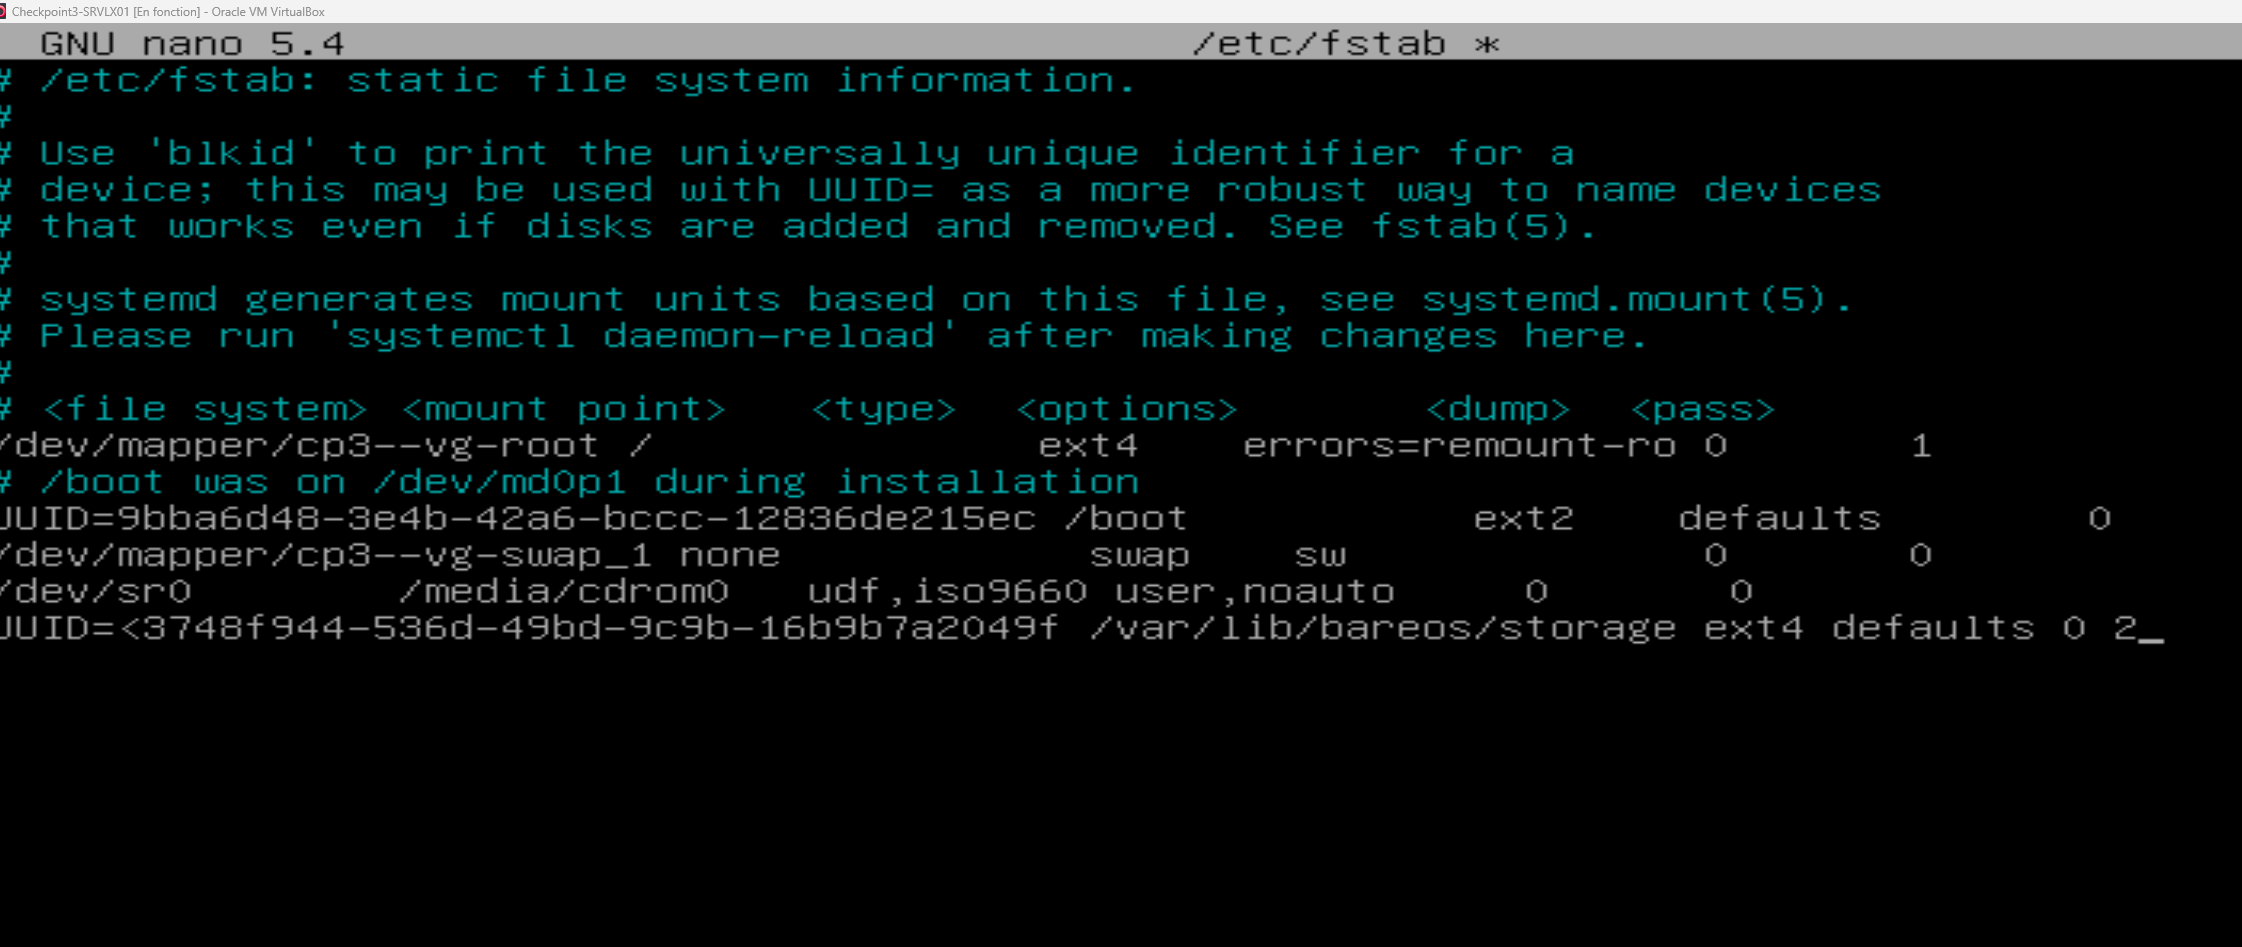 Checkpoint3-SRVLX01 [En fonction] - Oracle VM VirtualBox
GNU nano 5.4 /etc/fstab *
# /etc/fstab: static file system information.
#
# Use 'blkid' to print the universally unique identifier for a
# device; this may be used with UUID= as a more robust way to name devices
# that works even if disks are added and removed. See fstab(5).
#
# systemd generates mount units based on this file, see systemd.mount(5).
# Please run 'systemctl daemon-reload' after making changes here.
#
# <file system> <mount point> <type> <options> <dump> <pass>
/dev/mapper/cp3--vg-root / ext4 errors=remount-ro 0 1
# /boot was on /dev/md0p1 during installation
UUID=9bba6d48-3e4b-42a6-bccc-12836de215ec /boot ext2 defaults 0
/dev/mapper/cp3--vg-swap_1 none swap sw 0 0
/dev/sr0 /media/cdrom0 udf,iso9660 user,noauto 0 0
UUID=<3748f944-536d-49bd-9c9b-16b9b7a2049f /var/lib/bareos/storage ext4 defaults 0 2_